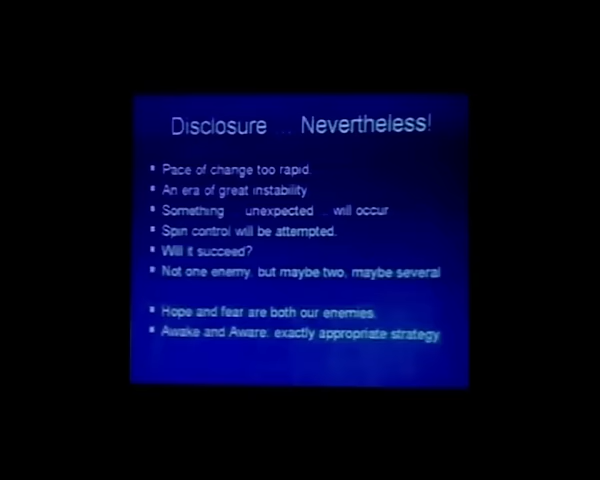 Disclosure ... Nevertheless!
▪ Pace of change too rapid.
▪ An era of great instability
▪ Something ... unexpected ... will occur
▪ Spin control will be attempted.
▪ Will it succeed?
▪ Not one enemy, but maybe two, maybe several
▪ Hope and fear are both our enemies.
▪ Awake and Aware: exactly appropriate strategy